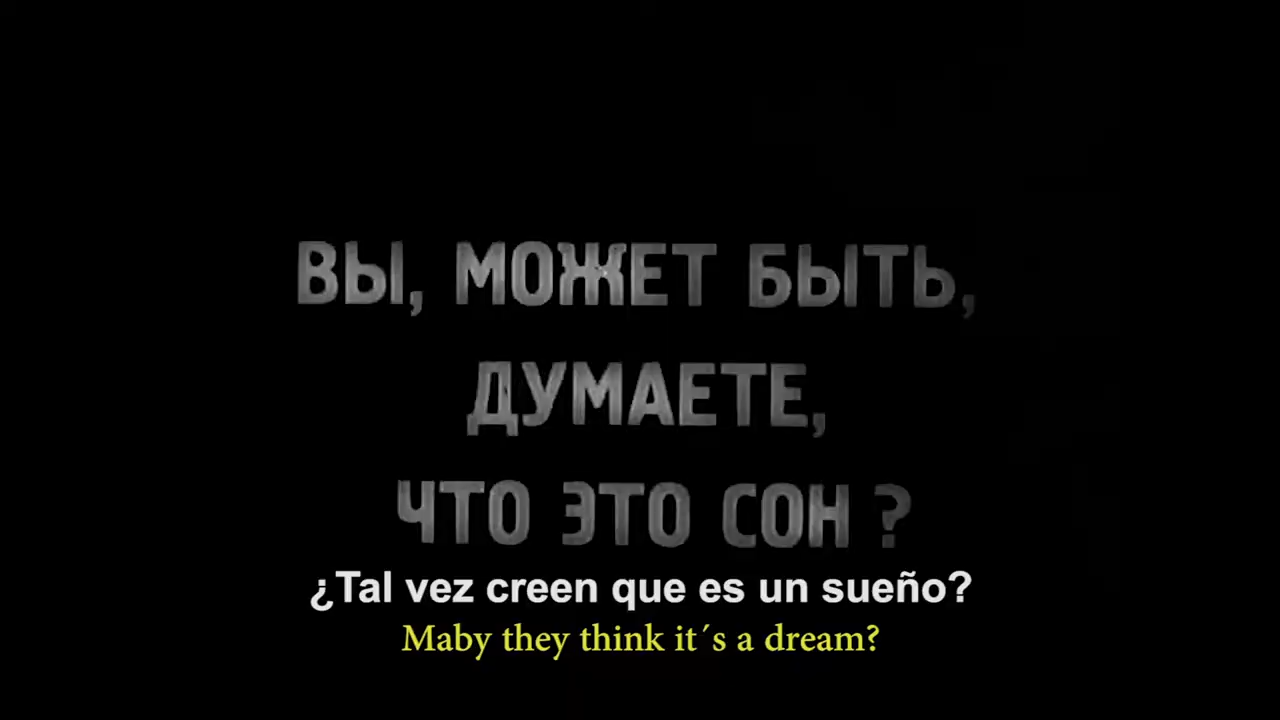 ВЫ, МОЖЕТ БЫТЬ,
ДУМАЕТЕ,
ЧТО ЭТО СОН ?
¿Tal vez creen que es un sueño?
Maby they think it´s a dream?